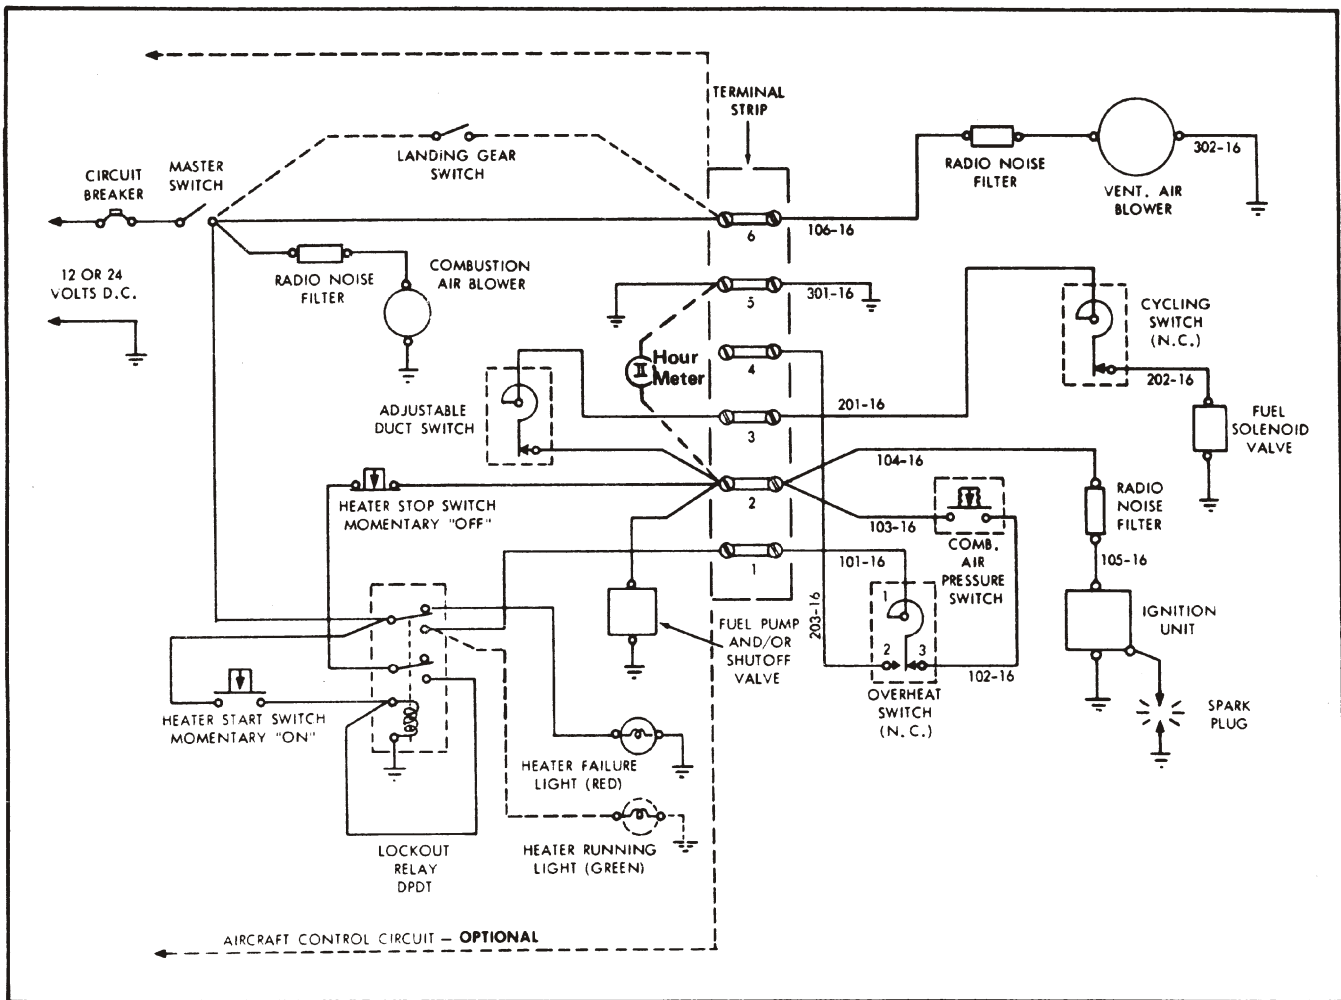 TERMINAL
STRIP
LANDING GEAR
SWITCH
CIRCUIT
BREAKER
MASTER
SWITCH
RADIO NOISE
FILTER
VENT. AIR
BLOWER
302-16
6
106-16
12 OR 24
VOLTS D.C.
RADIO NOISE
FILTER
COMBUSTION
AIR BLOWER
5
301-16
CYCLING
SWITCH
(N.C.)
202-16
Hour
Meter
4
ADJUSTABLE
DUCT SWITCH
3
201-16
FUEL
SOLENOID
VALVE
104-16
HEATER STOP SWITCH
MOMENTARY "OFF"
2
103-16
RADIO
NOISE
FILTER
COMB.
AIR
PRESSURE
SWITCH
105-16
1
101-16
203-16
1
2
3
102-16
OVERHEAT
SWITCH
(N.C.)
IGNITION
UNIT
FUEL PUMP
AND/OR
SHUTOFF
VALVE
SPARK
PLUG
HEATER START SWITCH
MOMENTARY "ON"
HEATER FAILURE
LIGHT (RED)
HEATER RUNNING
LIGHT (GREEN)
LOCKOUT
RELAY
DPDT
AIRCRAFT CONTROL CIRCUIT – OPTIONAL